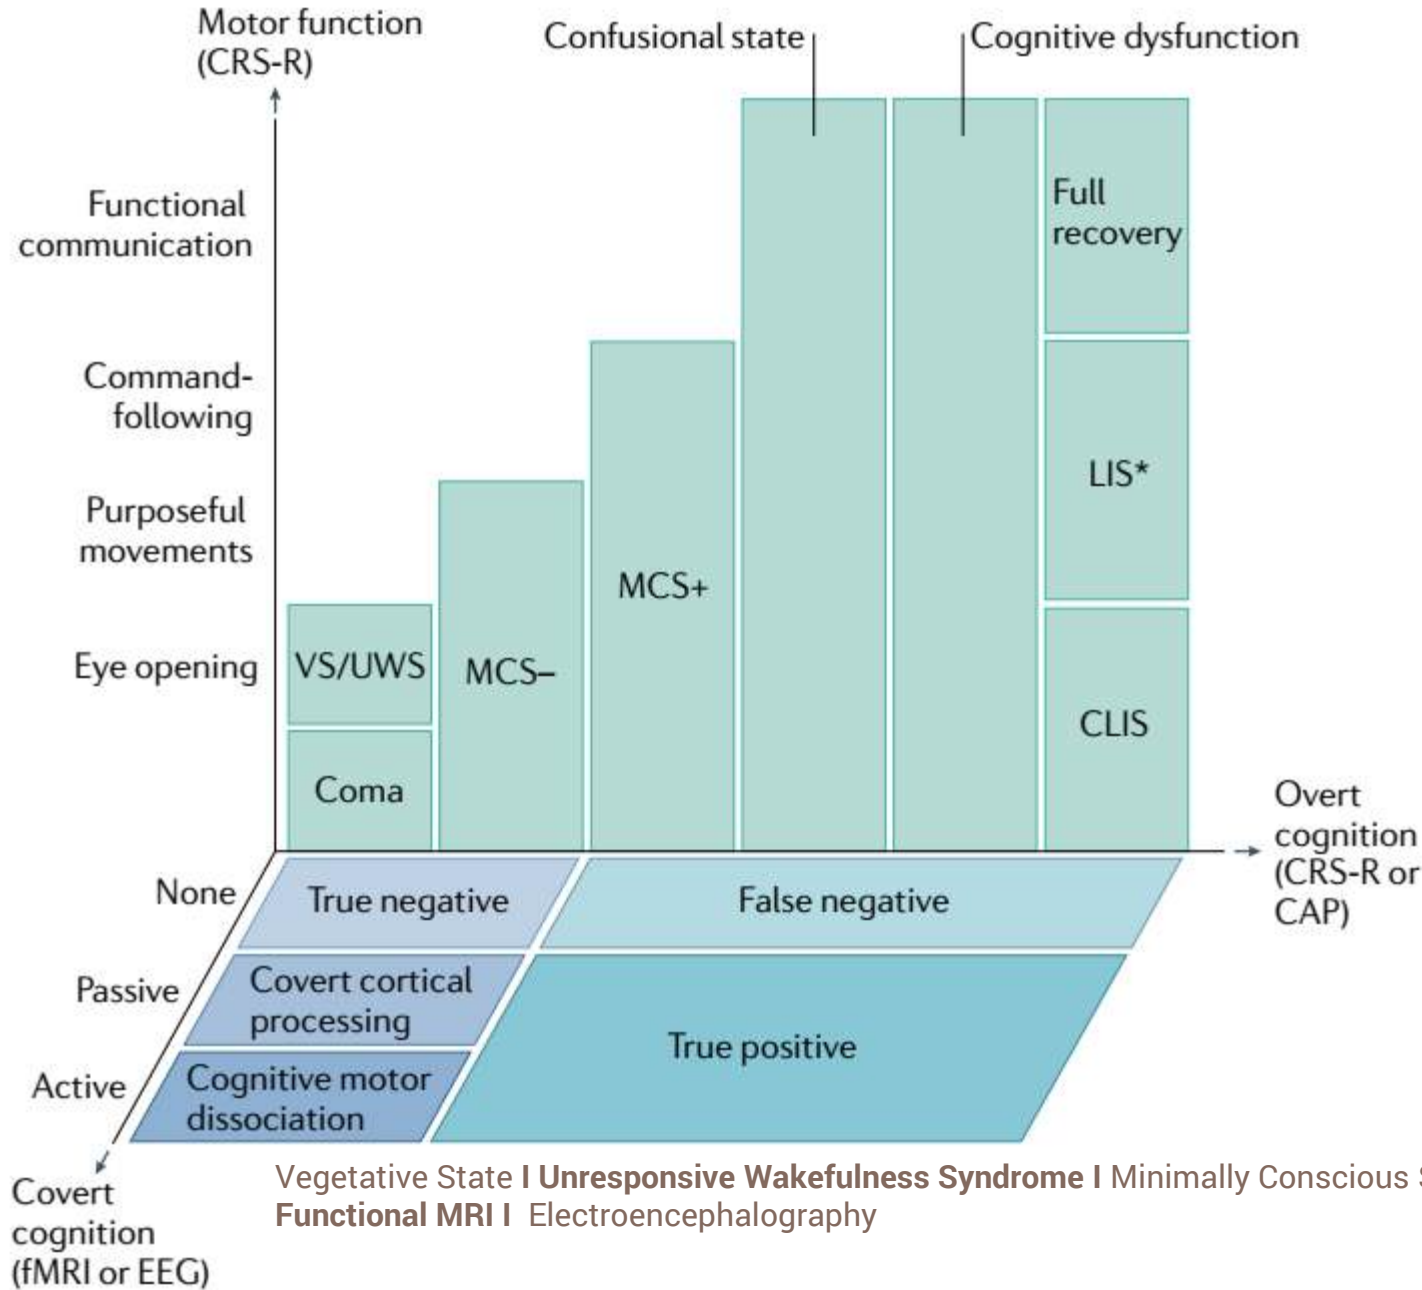 Motor function
(CRS-R)
Confusional state
Cognitive dysfunction
Functional
communication
Full
recovery
Command-
following
LIS*
Purposeful
movements
MCS+
Eye opening
VS/UWS
MCS–
CLIS
Coma
Overt
cognition
(CRS-R or
CAP)
None
True negative
False negative
Passive
Covert cortical
processing
True positive
Active
Cognitive motor
dissociation
Covert
cognition
(fMRI or EEG)
Vegetative State I Unresponsive Wakefulness Syndrome I Minimally Conscious
Functional MRI I Electroencephalography